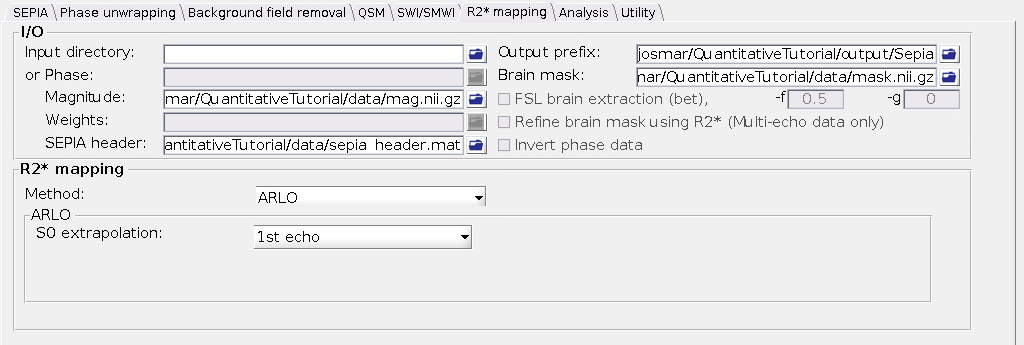 SEPIA Phase unwrapping Background field removal QSM SWI/SMWI R2* mapping Analysis Utility
I/O
Input directory: Output prefix: josmar/QuantitativeTutorial/output/Sepia
or Phase: Brain mask: nar/QuantitativeTutorial/data/mask.nii.gz
Magnitude: mar/QuantitativeTutorial/data/mag.nii.gz FSL brain extraction (bet), -f 0.5 -g 0
Weights: Refine brain mask using R2* (Multi-echo data only)
SEPIA header: antitativeTutorial/data/sepia_header.mat Invert phase data
R2* mapping
Method: ARLO
ARLO
S0 extrapolation: 1st echo